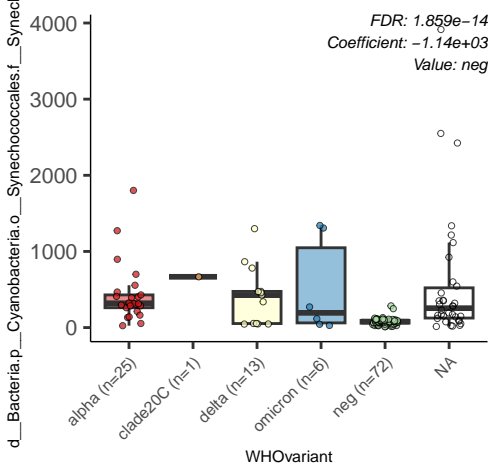 d__Bacteria.p__Cyanobacteria.o__Synechococcales.f__Synech
4000
3000
2000
1000
0
FDR: 1.859e−14
Coefficient: −1.14e+03
Value: neg
alpha (n=25)
clade20C (n=1)
delta (n=13)
omicron (n=6)
neg (n=72)
NA
WHOvariant